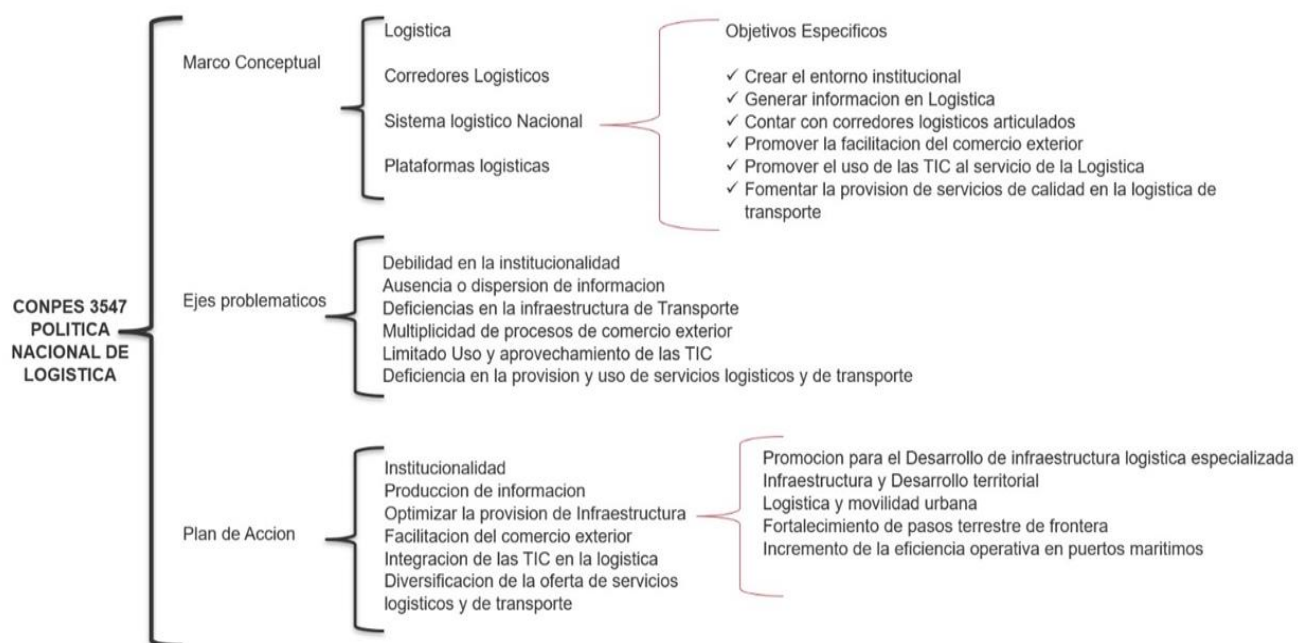 CONPES 3547
POLITICA
NACIONAL DE
LOGISTICA
Marco Conceptual
Logistica
Corredores Logisticos
Sistema logistico Nacional
Plataformas logisticas
Objetivos Especificos
✓ Crear el entorno institucional
✓ Generar informacion en Logistica
✓ Contar con corredores logisticos articulados
✓ Promover la facilitacion del comercio exterior
✓ Promover el uso de las TIC al servicio de la Logistica
✓ Fomentar la provision de servicios de calidad en la logistica de
transporte
Ejes problematicos
Debilidad en la institucionalidad
Ausencia o dispersion de informacion
Deficiencias en la infraestructura de Transporte
Multiplicidad de procesos de comercio exterior
Limitado Uso y aprovechamiento de las TIC
Deficiencia en la provision y uso de servicios logisticos y de transporte
Plan de Accion
Institucionalidad
Produccion de informacion
Optimizar la provision de Infraestructura
Facilitacion del comercio exterior
Integracion de las TIC en la logistica
Diversificacion de la oferta de servicios
logisticos y de transporte
Promocion para el Desarrollo de infraestructura logistica especializada
Infraestructura y Desarrollo territorial
Logistica y movilidad urbana
Fortalecimiento de pasos terrestre de frontera
Incremento de la eficiencia operativa en puertos maritimos